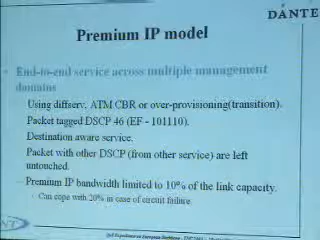 DANTE
Premium IP model
End-to-end service across multiple management
domains
Using diffserv, ATM CBR or over-provisioning(transition).
Packet tagged DSCP 46 (EF - 101110).
Destination aware service.
Packet with other DSCP (from other service) are left
untouched.
Premium IP bandwidth limited to 10% of the link capacity.
Can cope with 20% in case of circuit failure